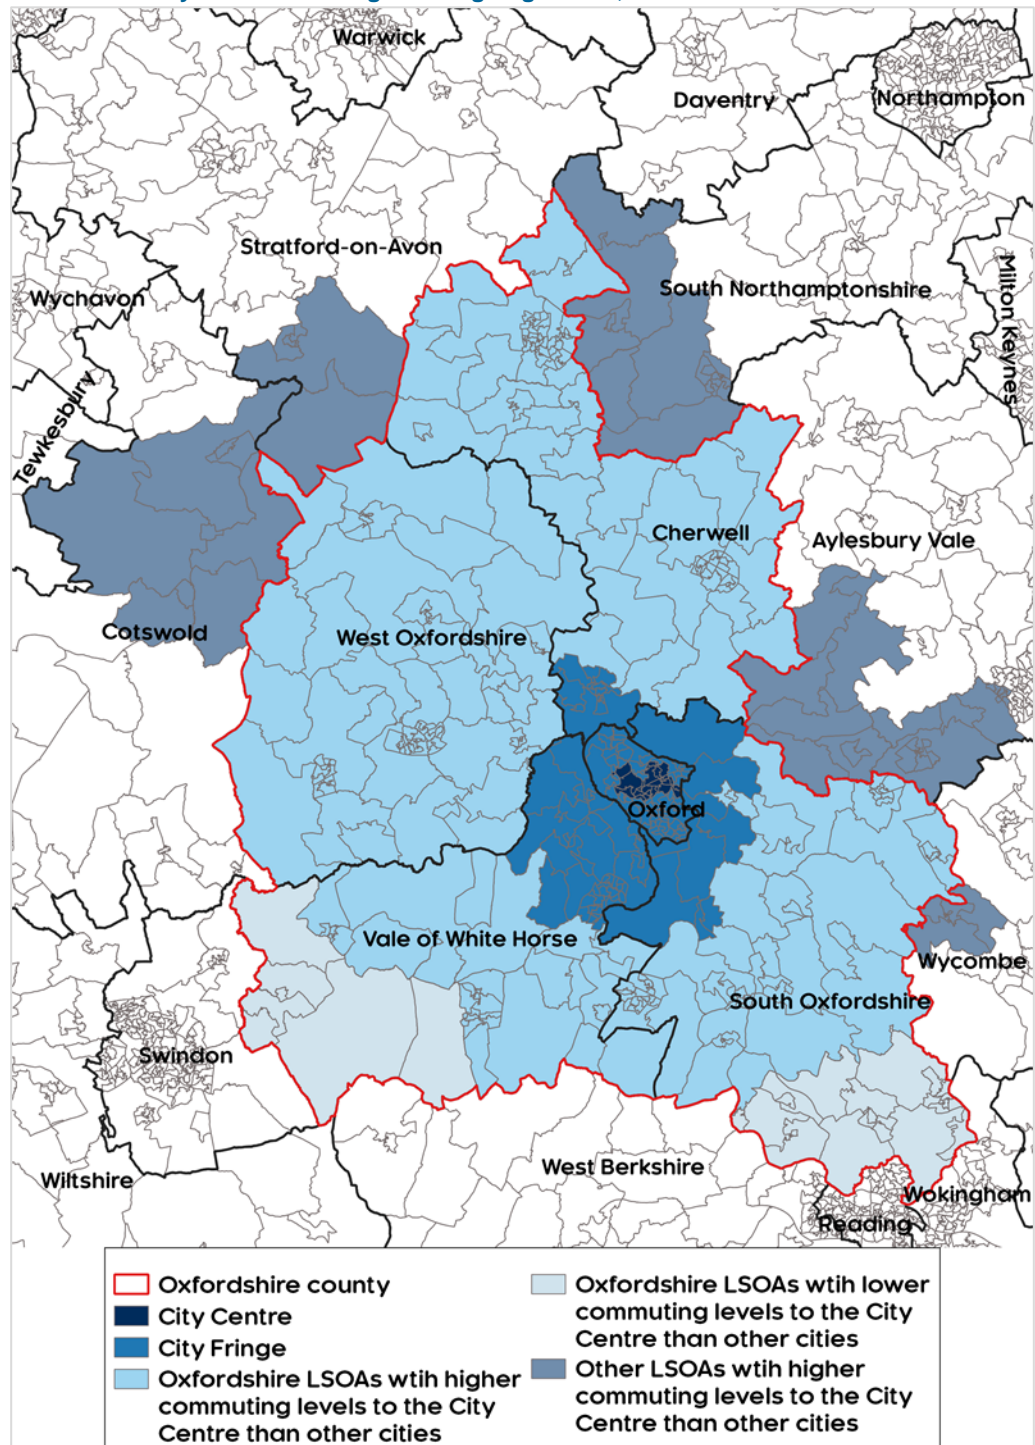 Warwick
Daventry
Northampton
Stratford-on-Avon
Wychavon
South Northamptonshire
Milton Keynes
Tewkesbury
Cherwell
Aylesbury Vale
Cotswold
West Oxfordshire
Oxford
Vale of White Horse
Wycombe
South Oxfordshire
Swindon
West Berkshire
Wiltshire
Wokingham
Reading
Oxfordshire county
City Centre
City Fringe
Oxfordshire LSOAs wtih higher
commuting levels to the City
Centre than other cities
Oxfordshire LSOAs wtih lower
commuting levels to the City
Centre than other cities
Other LSOAs wtih higher
commuting levels to the City
Centre than other cities